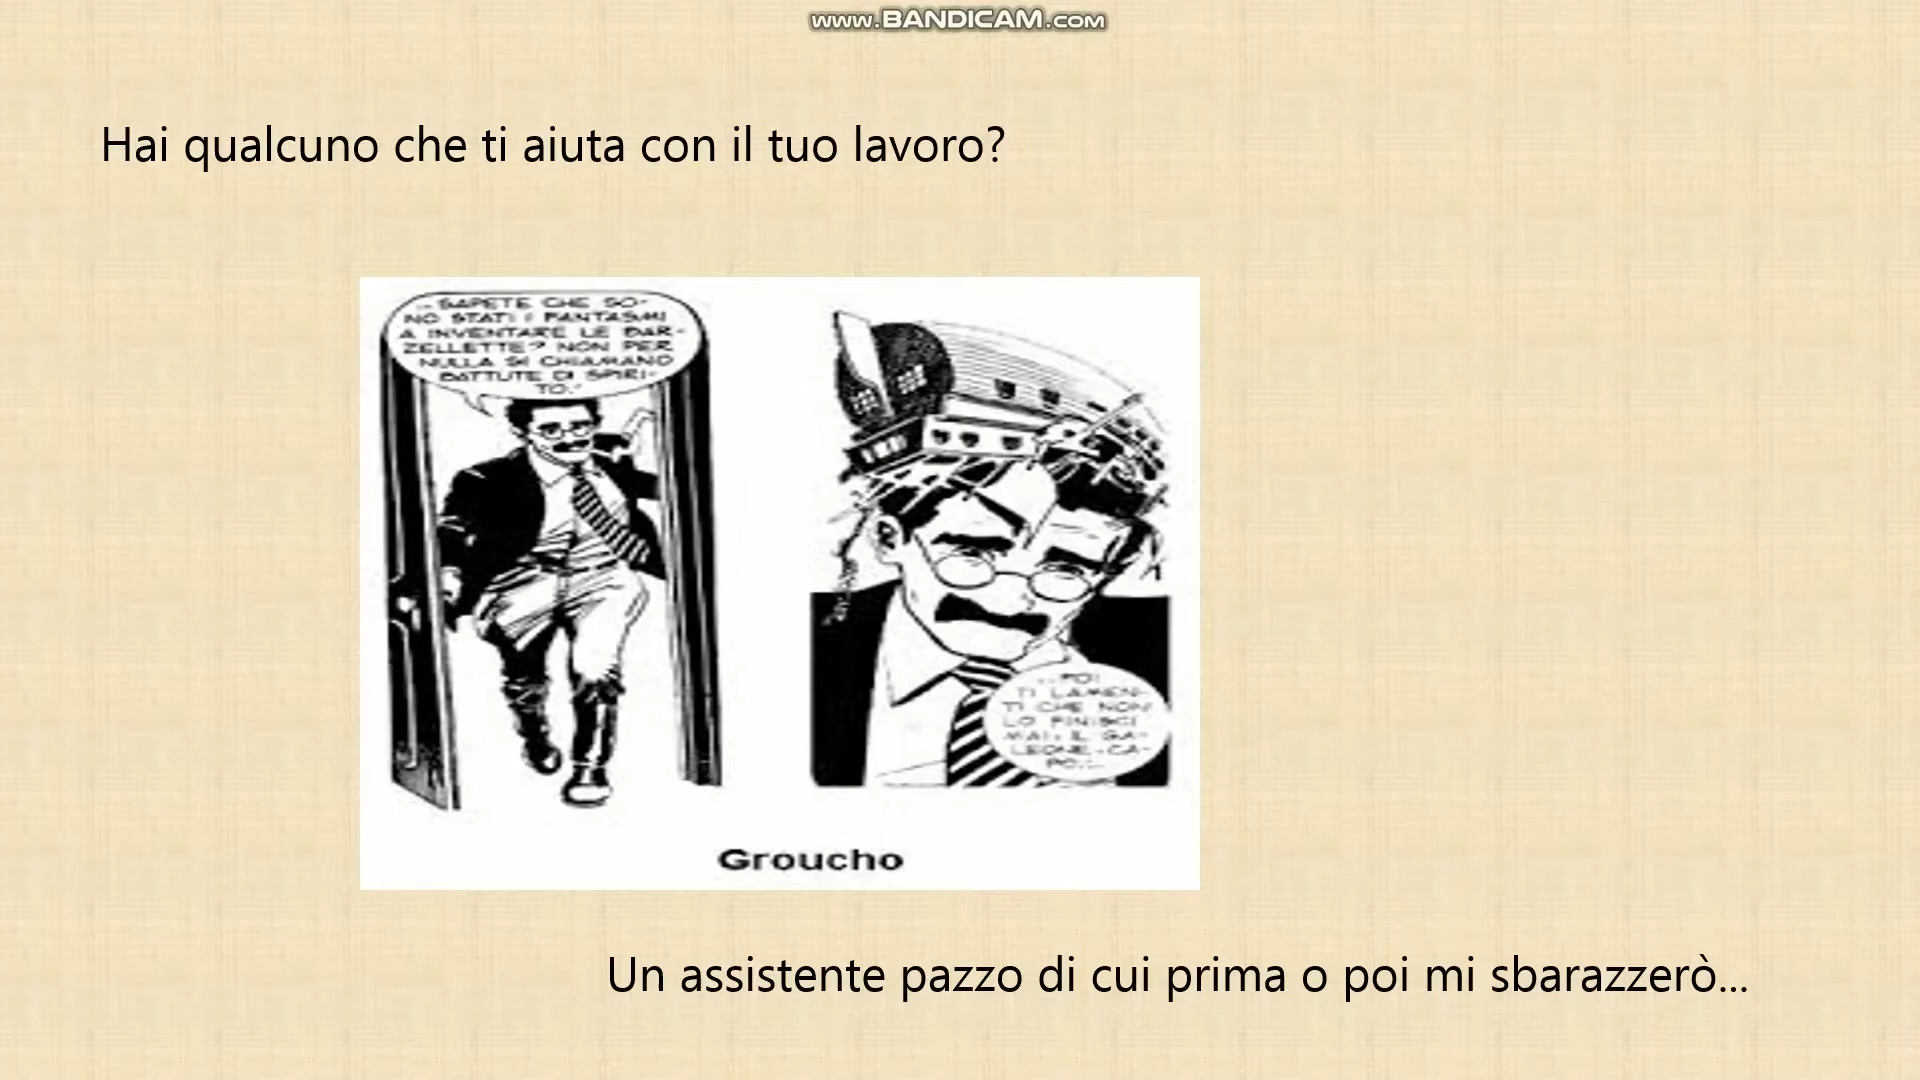 www.BANDICAM.com
Hai qualcuno che ti aiuta con il tuo lavoro?
... SAPETE CHE SO-
NO STATI I FANTASMI
A INVENTARE LE BAR-
ZELLETTE? NON PER
NULLA SI CHIAMANO
BATTUTE DI SPIRI-
TO!
...POI
TI LAMEN-
TI CHE NON
LO FINISCI
MAI, IL GA-
LEONE, CA-
PO...
Groucho
Un assistente pazzo di cui prima o poi mi sbarazzerò...